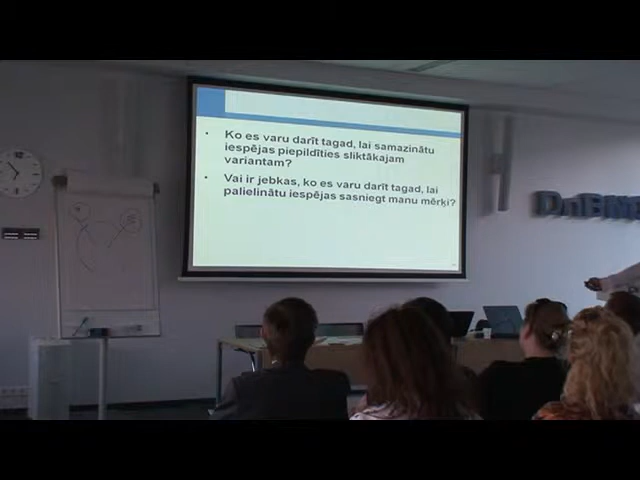 • Ko es varu darīt tagad, lai samazinātu
iespējas piepildīties sliktākajam
variantam?
• Vai ir jebkas, ko es varu darīt tagad, lai
palielinātu iespējas sasniegt manu mērķi?
DnB